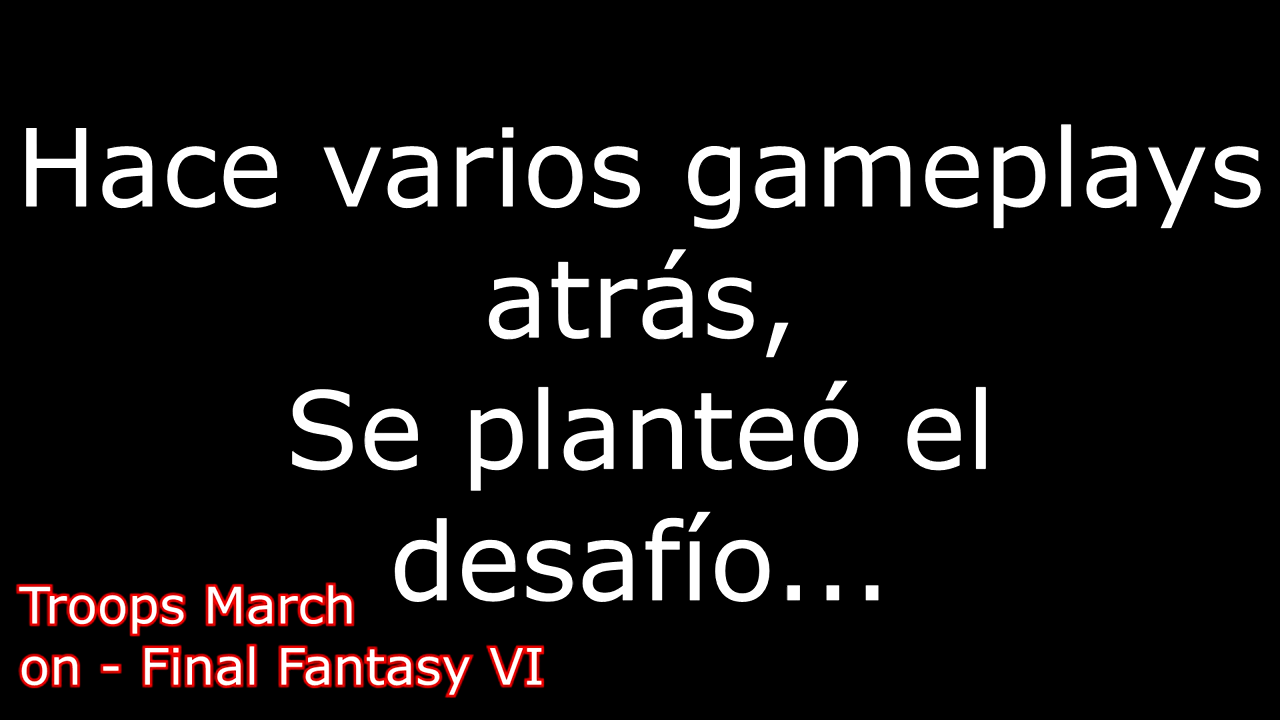 Hace varios gameplays
atrás,
Se planteó el
desafío...
Troops March
on - Final Fantasy VI